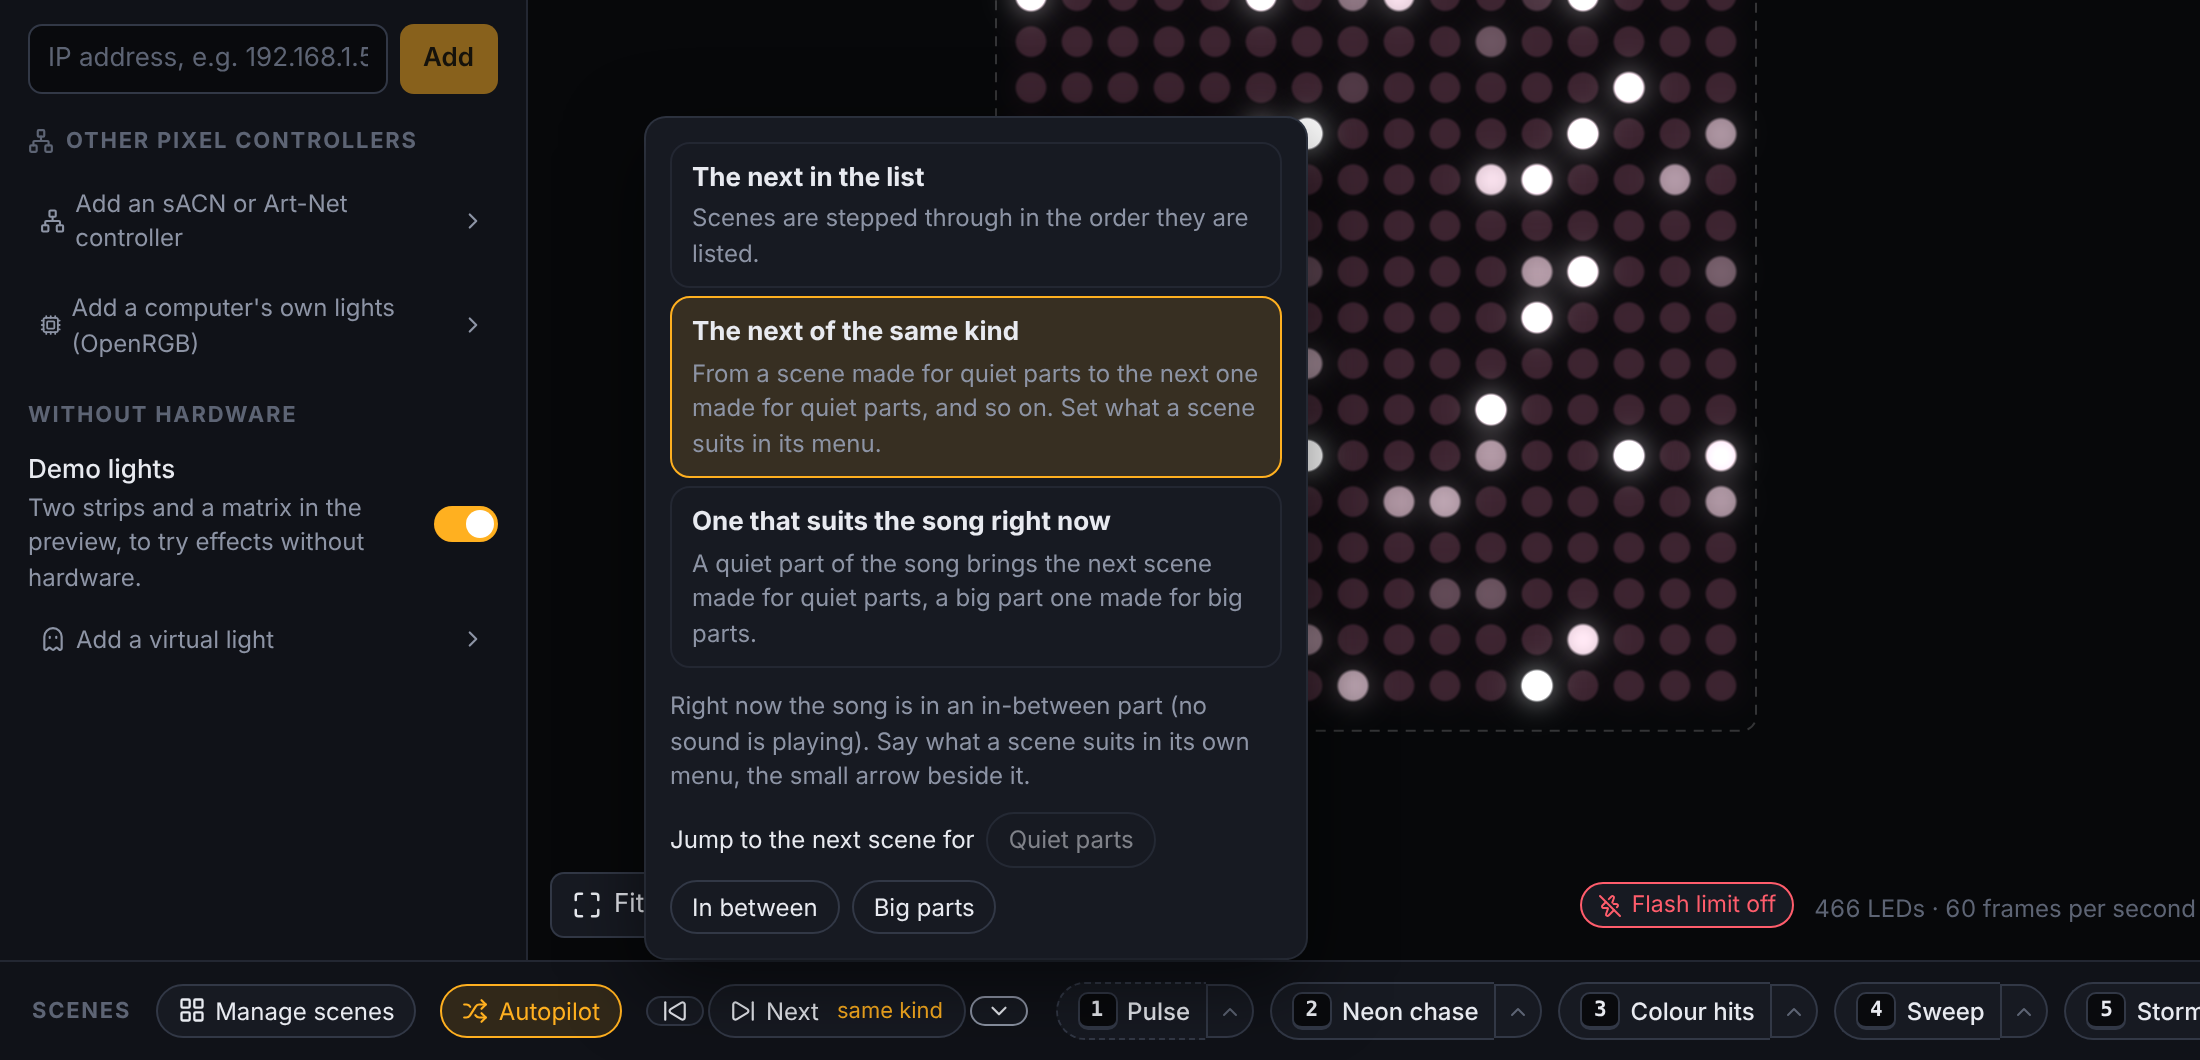 IP address, e.g. 192.168.1.5
Add
OTHER PIXEL CONTROLLERS
Add an sACN or Art-Net
controller
Add a computer's own lights
(OpenRGB)
WITHOUT HARDWARE
Demo lights
Two strips and a matrix in the
preview, to try effects without
hardware.
Add a virtual light
The next in the list
Scenes are stepped through in the order they are
listed.
The next of the same kind
From a scene made for quiet parts to the next one
made for quiet parts, and so on. Set what a scene
suits in its menu.
One that suits the song right now
A quiet part of the song brings the next scene
made for quiet parts, a big part one made for big
parts.
Right now the song is in an in-between part (no
sound is playing). Say what a scene suits in its own
menu, the small arrow beside it.
Jump to the next scene for Quiet parts
In between Big parts
Fit
Flash limit off 466 LEDs · 60 frames per second
SCENES Manage scenes Autopilot Next same kind 1 Pulse 2 Neon chase 3 Colour hits 4 Sweep 5 Storm